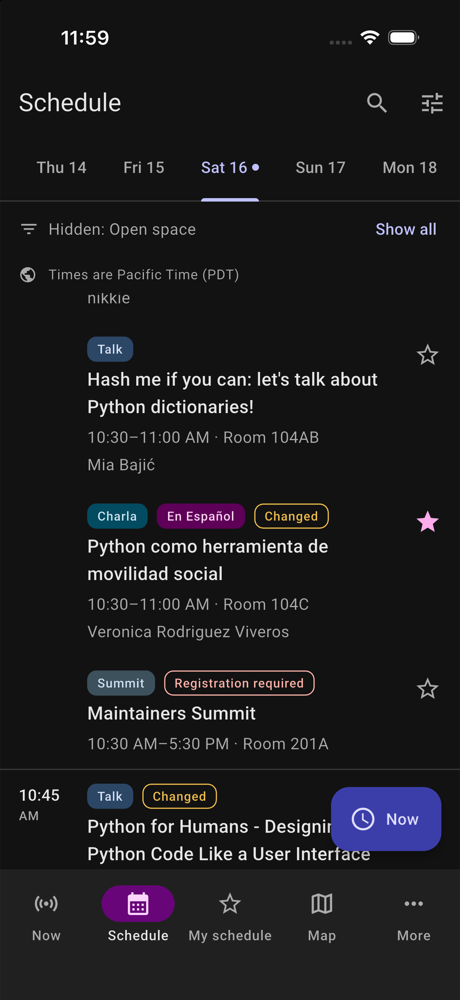 11:59
Schedule
Thu 14 Fri 15 Sat 16 Sun 17 Mon 18
Hidden: Open space Show all
Times are Pacific Time (PDT)
nikkie
Talk
Hash me if you can: let's talk about
Python dictionaries!
10:30–11:00 AM · Room 104AB
Mia Bajić
Charla En Español Changed
Python como herramienta de
movilidad social
10:30–11:00 AM · Room 104C
Veronica Rodriguez Viveros
Summit Registration required
Maintainers Summit
10:30 AM–5:30 PM · Room 201A
10:45 Talk Changed
AM
Python for Humans - Designing
Now
Python Code Like a User Interface
Now Schedule My schedule Map More